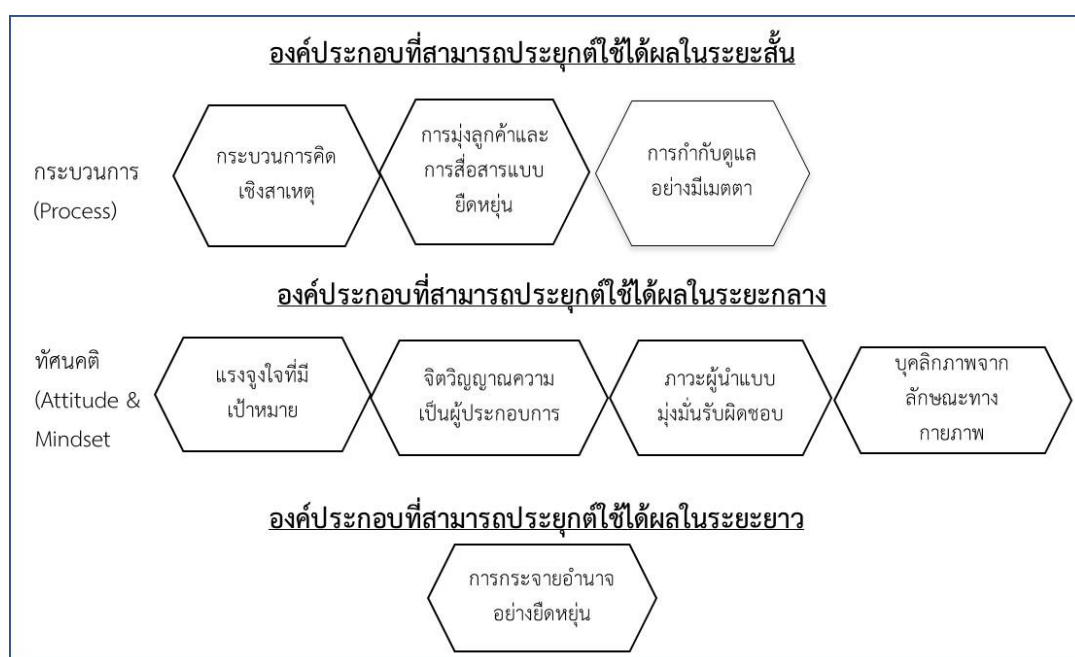 องค์ประกอบที่สามารถประยุกต์ใช้ได้ผลในระยะสั้น
กระบวนการ
(Process)
กระบวนการคิด
เชิงสาเหตุ
การมุ่งลูกค้าและ
การสื่อสารแบบ
ยืดหยุ่น
การกำกับดูแล
อย่างมีเมตตา
องค์ประกอบที่สามารถประยุกต์ใช้ได้ผลในระยะกลาง
ทัศนคติ
(Attitude &
Mindset
แรงจูงใจที่มี
เป้าหมาย
จิตวิญญาณความ
เป็นผู้ประกอบการ
ภาวะผู้นำแบบ
มุ่งมั่นรับผิดชอบ
บุคลิกภาพจาก
ลักษณะทาง
กายภาพ
องค์ประกอบที่สามารถประยุกต์ใช้ได้ผลในระยะยาว
การกระจายอำนาจ
อย่างยืดหยุ่น